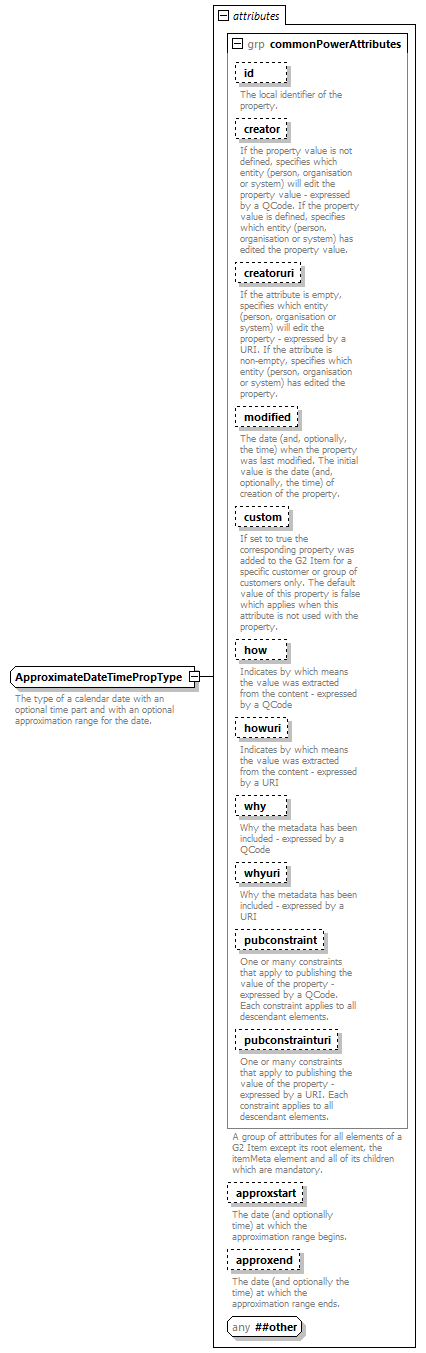 attributes
grp commonPowerAttributes
id
The local identifier of the
property.
creator
If the property value is not
defined, specifies which
entity (person, organisation
or system) will edit the
property value - expressed
by a QCode. If the property
value is defined, specifies
which entity (person,
organisation or system) has
edited the property value.
creatoruri
If the attribute is empty,
specifies which entity
(person, organisation or
system) will edit the
property - expressed by a
URI. If the attribute is
non-empty, specifies which
entity (person, organisation
or system) has edited the
property.
modified
The date (and, optionally,
the time) when the property
was last modified. The initial
value is the date (and,
optionally, the time) of
creation of the property.
custom
If set to true the
corresponding property was
added to the G2 Item for a
specific customer or group of
customers only. The default
value of this property is false
which applies when this
attribute is not used with the
property.
how
Indicates by which means
the value was extracted
from the content - expressed
by a QCode
howuri
Indicates by which means
the value was extracted
from the content - expressed
by a URI
why
Why the metadata has been
included - expressed by a
QCode
whyuri
Why the metadata has been
included - expressed by a
URI
pubconstraint
One or many constraints
that apply to publishing the
value of the property -
expressed by a QCode.
Each constraint applies to all
descendant elements.
pubconstrainturi
One or many constraints
that apply to publishing the
value of the property -
expressed by a URI. Each
constraint applies to all
descendant elements.
A group of attributes for all elements of a
G2 Item except its root element, the
itemMeta element and all of its children
which are mandatory.
approxstart
The date (and optionally
time) at which the
approximation range begins.
approxend
The date (and optionally the
time) at which the
approximation range ends.
any ##other
ApproximateDateTimePropType
The type of a calendar date with an
optional time part and with an optional
approximation range for the date.